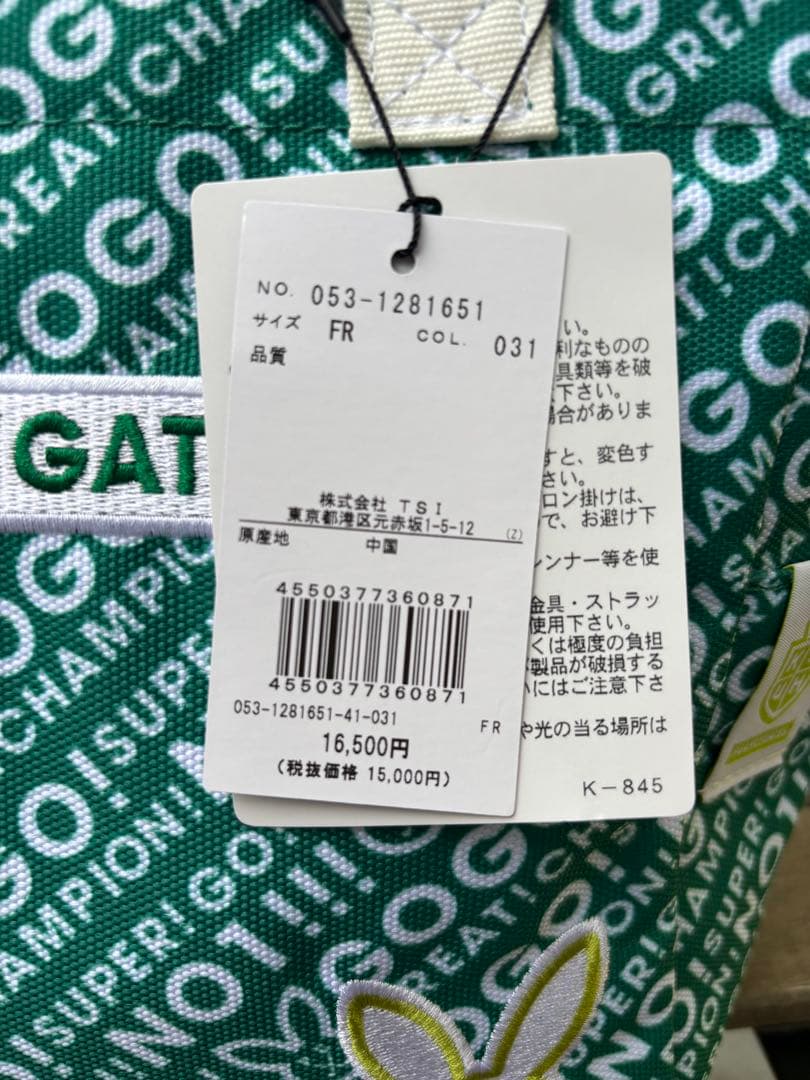 NO. 053-1281651
サイズ FR COL. 031
品質
株式会社 TSI
東京都港区元赤坂1-5-12 (Z)
原産地 中国
4550377360871
4550377360871
053-1281651-41-031 FR
16,500円
(税抜価格 15,000円)
い。
利なものの
具類等を破
下さい。
場合がありま
すと、変色す
さい。
ロン掛けは、
で、お避け下
ンナー等を使
金具・ストラッ
使用下さい。
くは極度の負担
製品が破損する
いにはご注意下さ
や光の当る場所は
K-845
GAT
GO!SUPER!
GREAT!CHAMPION!
NO1!!!
GOGO!SUPER!GO!
GREAT!CHAMPION!